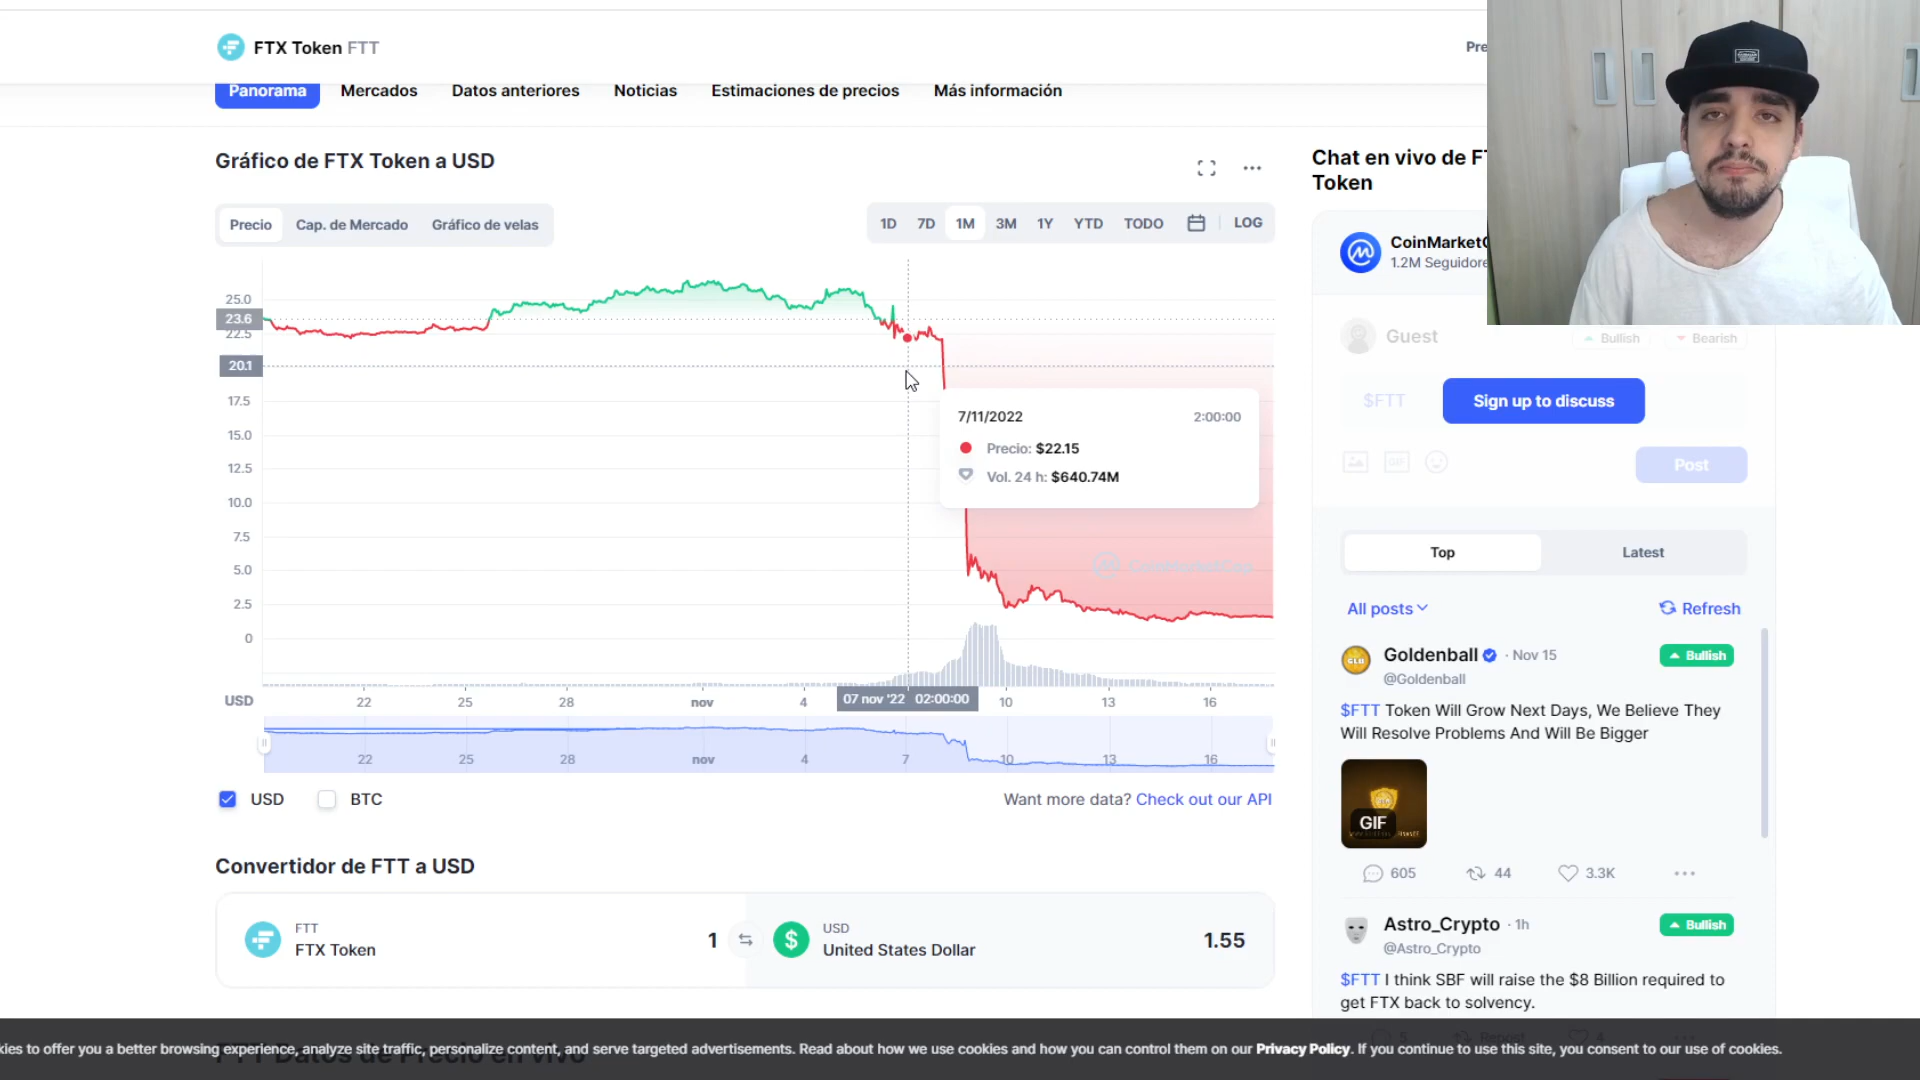 FTX Token FTT
Pre
Panorama Mercados Datos anteriores Noticias Estimaciones de precios Más información
Gráfico de FTX Token a USD
Precio Cap. de Mercado Gráfico de velas
1D 7D 1M 3M 1Y YTD TODO LOG
25.0
23.6
22.5
20.1
17.5
15.0
12.5
10.0
7.5
5.0
2.5
0
7/11/2022 2:00:00
Precio: $22.15
Vol. 24 h: $640.74M
CoinMarketCap
USD 22 25 28 nov 4 07 nov '22 02:00:00 10 13 16
22 25 28 nov 4 7 10 13 16
USD BTC
Want more data? Check out our API
Convertidor de FTT a USD
FTT
FTX Token
1
USD
United States Dollar
1.55
Chat en vivo de FT
Token
CoinMarketC
1.2M Seguidore
Guest
Bullish Bearish
$FTT
Sign up to discuss
GIF
Post
Top Latest
All posts Refresh
Goldenball · Nov 15 Bullish
@Goldenball
$FTT Token Will Grow Next Days, We Believe They
Will Resolve Problems And Will Be Bigger
GIF
605 44 3.3K
Astro_Crypto · 1h Bullish
@Astro_Crypto
$FTT I think SBF will raise the $8 Billion required to
get FTX back to solvency.
kies to offer you a better browsing experience, analyze site traffic, personalize content, and serve targeted advertisements. Read about how we use cookies and how you can control them on our Privacy Policy. If you continue to use this site, you consent to our use of cookies.